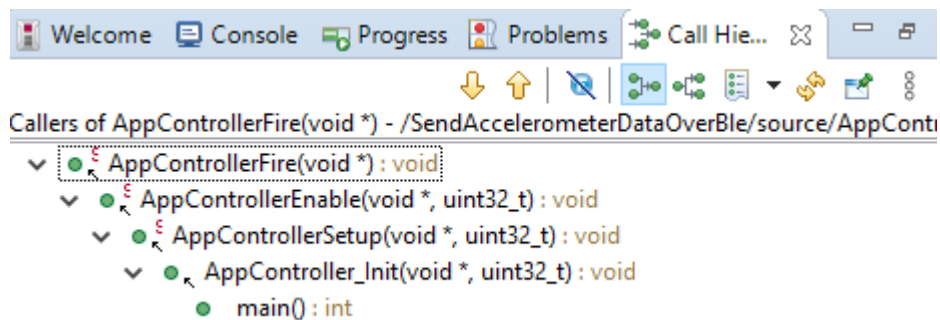 Welcome Console Progress Problems Call Hie...
Callers of AppControllerFire(void *) - /SendAccelerometerDataOverBle/source/AppContr
S AppControllerFire(void *) : void
S AppControllerEnable(void *, uint32_t) : void
S AppControllerSetup(void *, uint32_t) : void
AppController_Init(void *, uint32_t) : void
main() : int